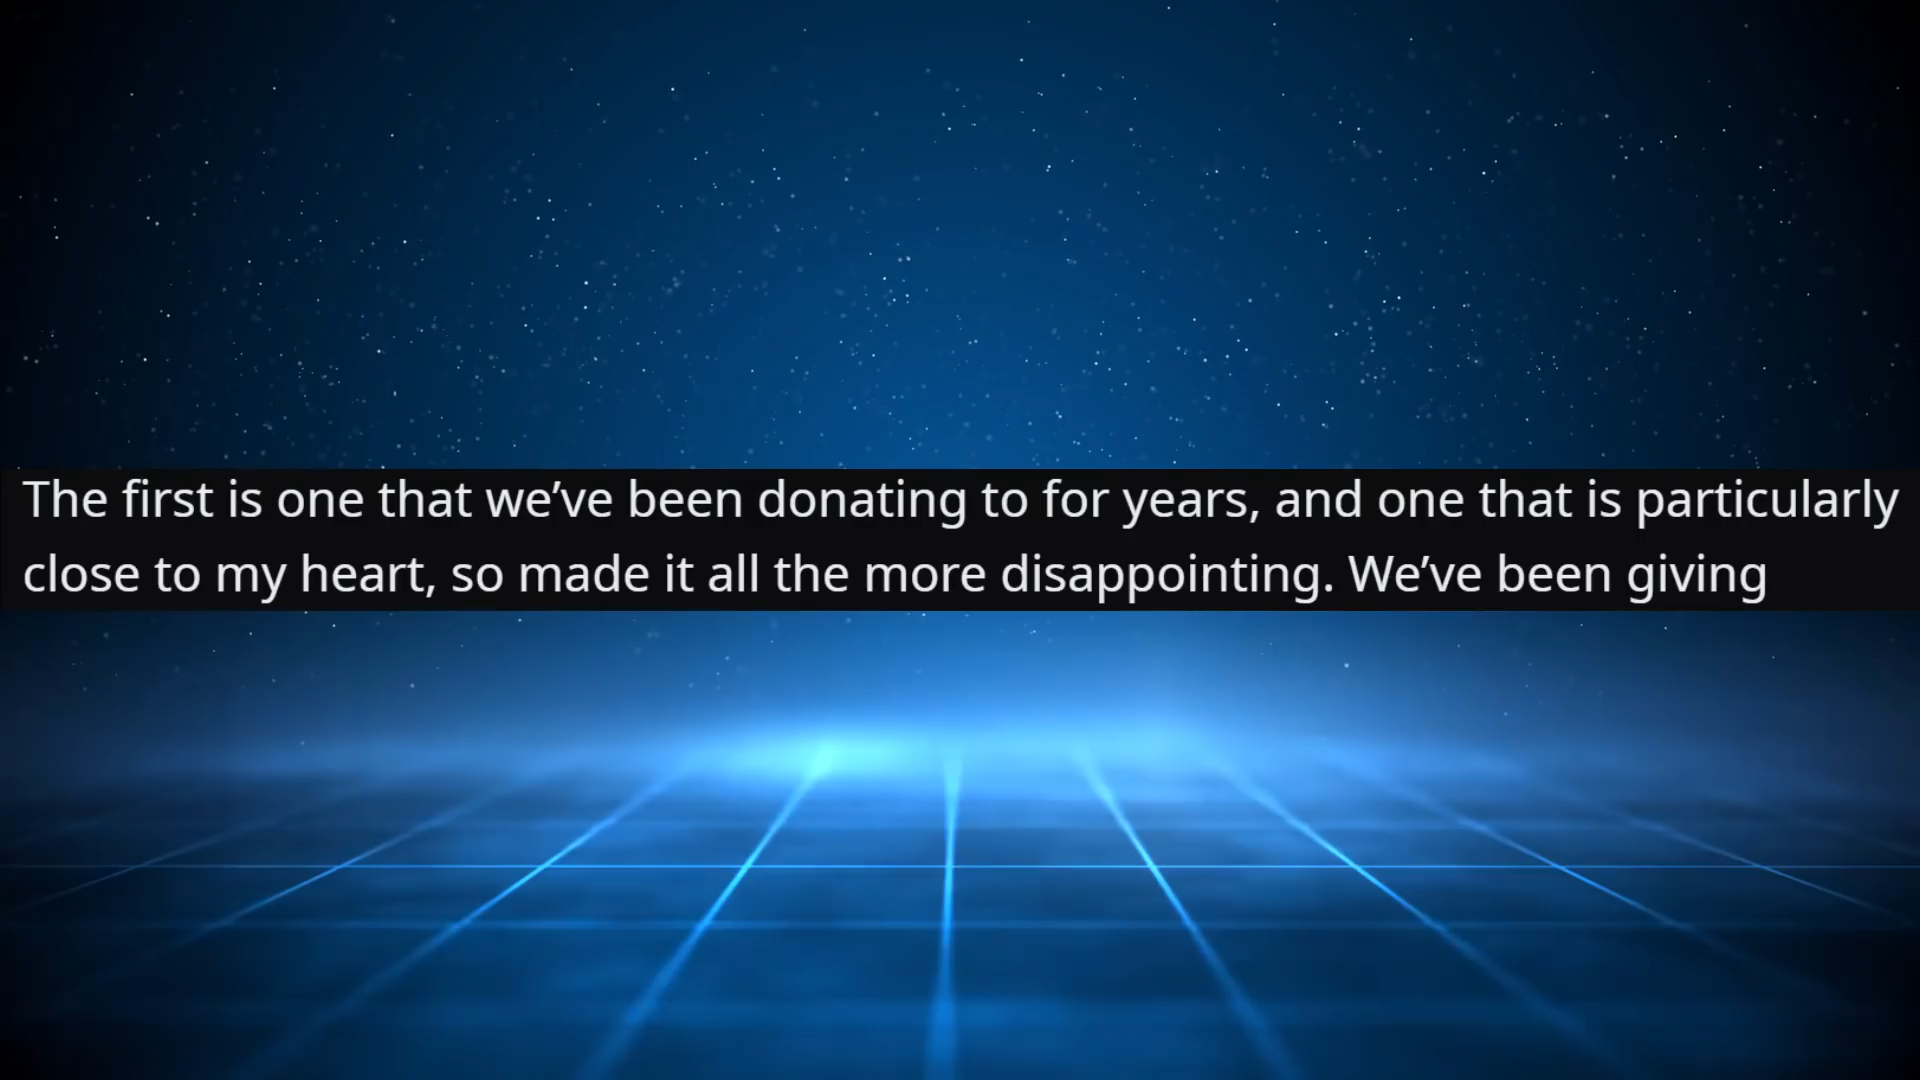 The first is one that we’ve been donating to for years, and one that is particularly
close to my heart, so made it all the more disappointing. We’ve been giving